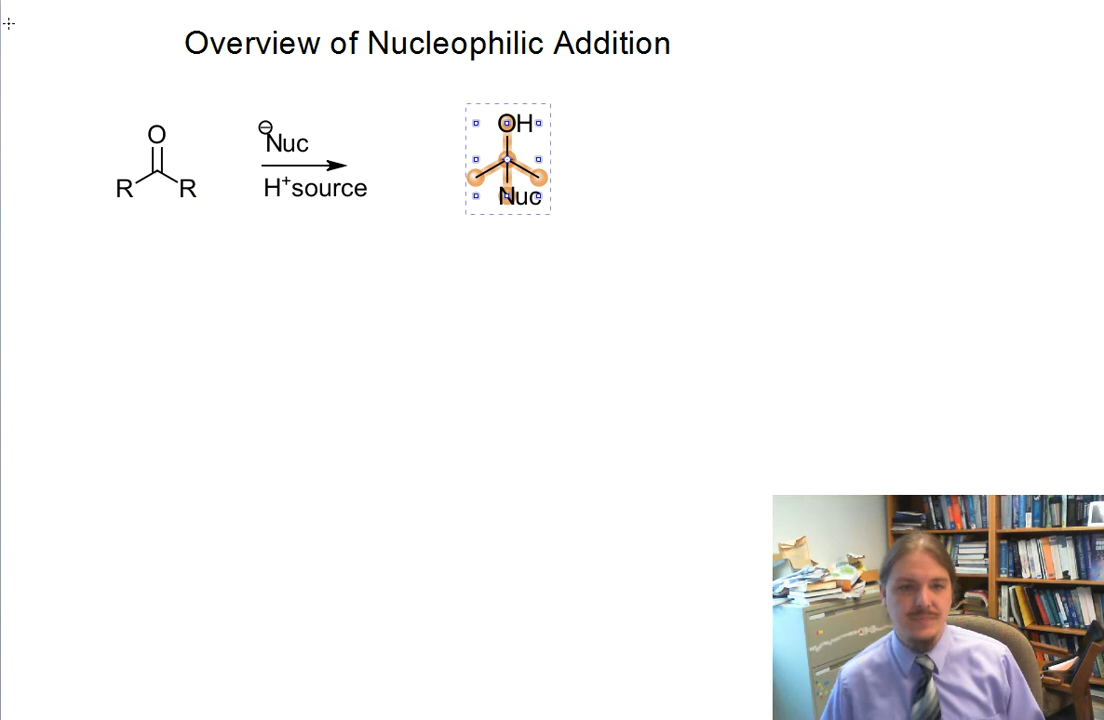 Overview of Nucleophilic Addition
O
R R
⊖Nuc
H⁺source
OH
Nuc